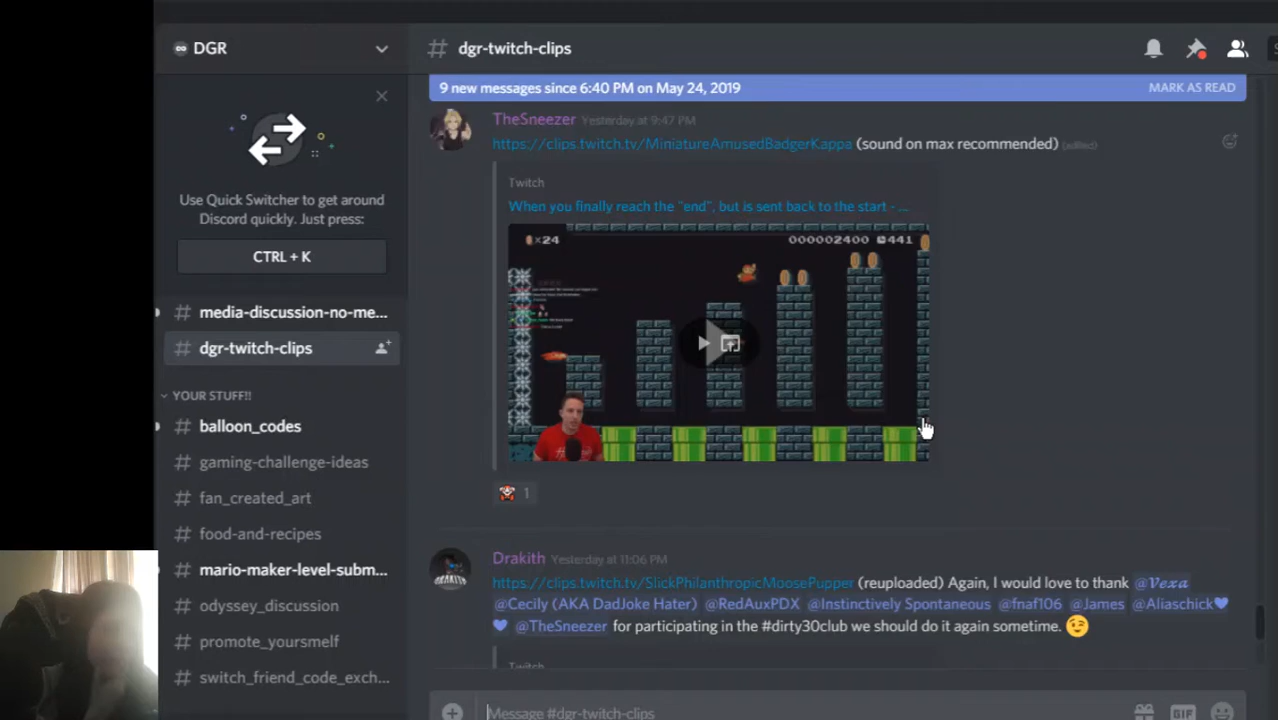 DGR
dgr-twitch-clips
9 new messages since 6:40 PM on May 24, 2019
MARK AS READ
Use Quick Switcher to get around
Discord quickly. Just press:
CTRL + K
# media-discussion-no-me...
# dgr-twitch-clips
YOUR STUFF!!
# balloon_codes
# gaming-challenge-ideas
# fan_created_art
# food-and-recipes
# mario-maker-level-subm...
# odyssey_discussion
# promote_yoursmelf
# switch_friend_code_exch...
TheSneezer Yesterday at 9:47 PM
https://clips.twitch.tv/MiniatureAmusedBadgerKappa (sound on max recommended) (edited)
Twitch
When you finally reach the "end", but is sent back to the start - ...
x24 000002400 441
1
Drakith Yesterday at 11:06 PM
https://clips.twitch.tv/SlickPhilanthropicMoosePupper (reuploaded) Again, I would love to thank @Vexa
@Cecily (AKA DadJoke Hater) @RedAuxPDX @Instinctively Spontaneous @fnaf106 @James @Aliaschick💙
💙 @TheSneezer for participating in the #dirty30club we should do it again sometime. 😉
Twitch
Message #dgr-twitch-clips
GIF